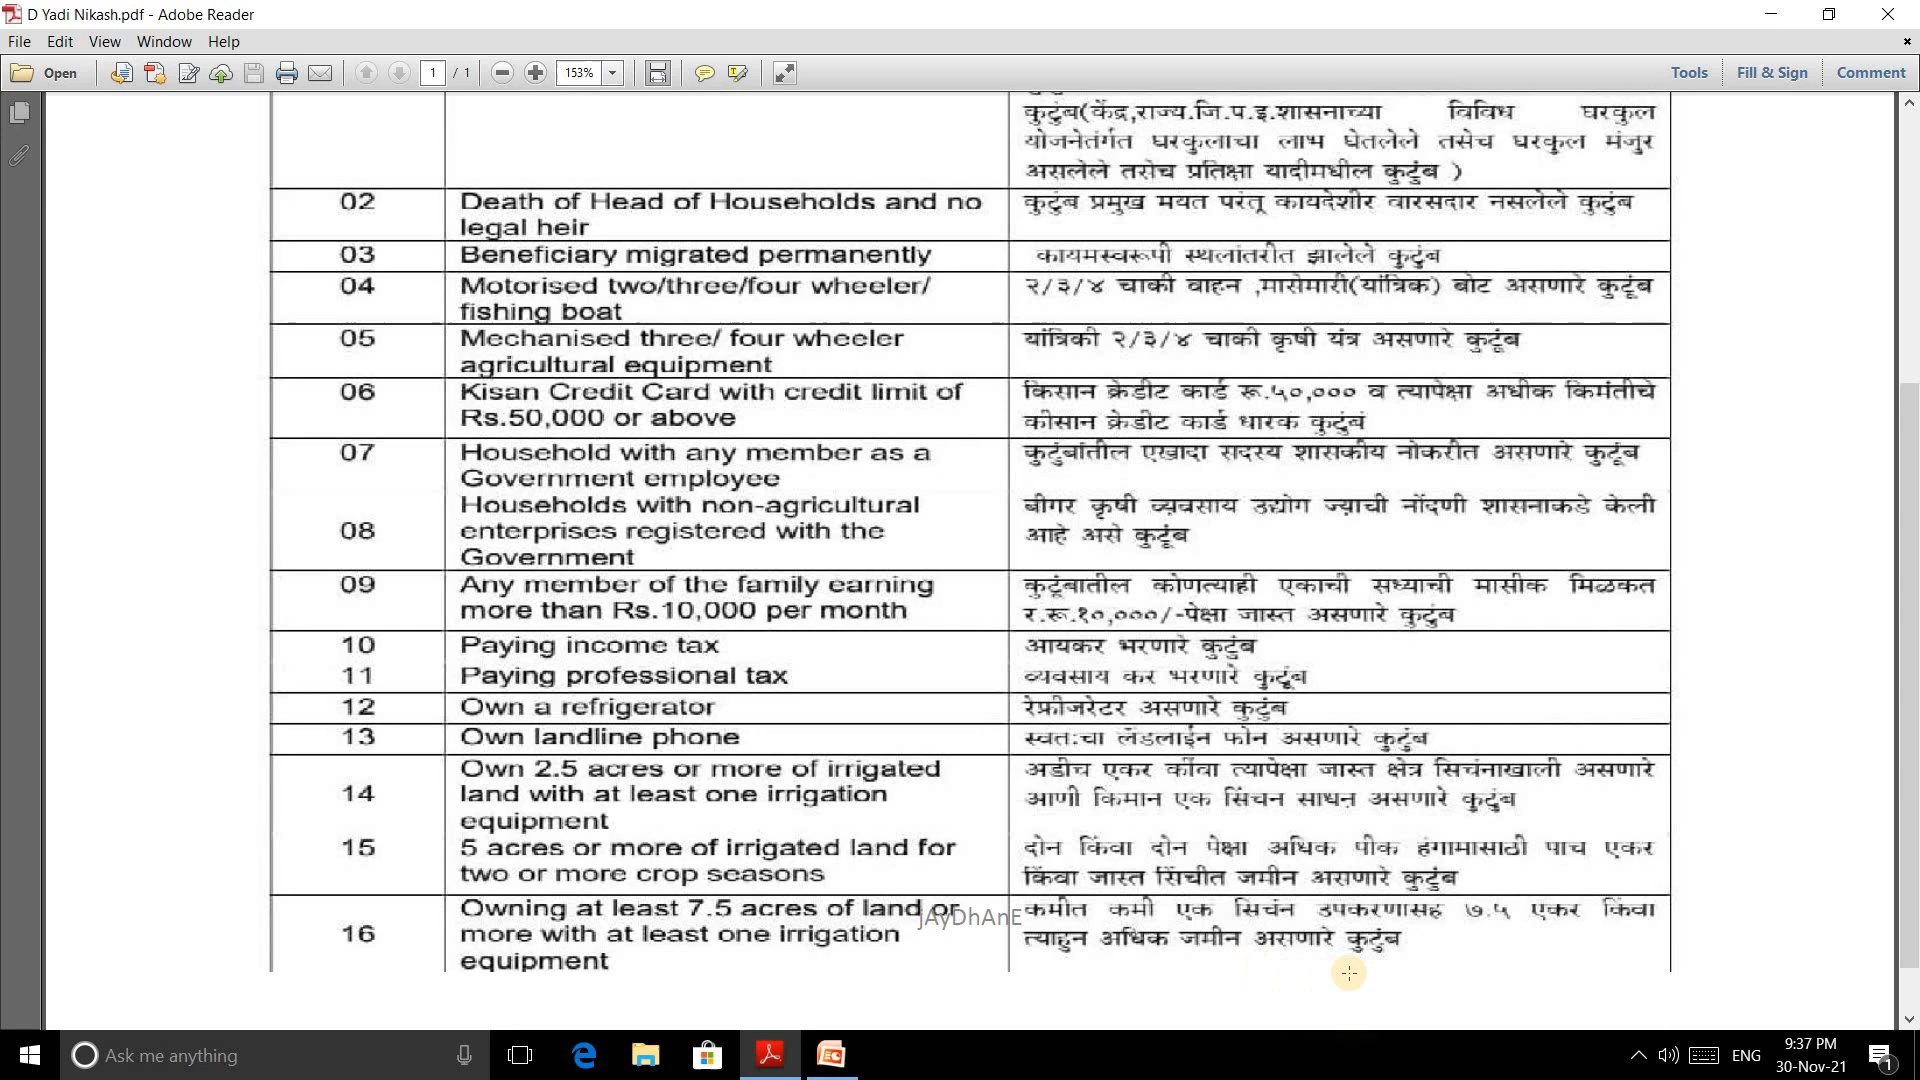 D Yadi Nikash.pdf - Adobe Reader
File Edit View Window Help
Open 1 / 1 153% Tools Fill & Sign Comment
कुटुंब(केंद्र,राज्य.जि.प.इ.शासनाच्या विविध घरकुल
योजनेतंर्गत घरकुलाचा लाभ घेतलेले तसेच घरकुल मंजुर
असलेले तसेच प्रतिक्षा यादीमधील कुटुंब )
02 Death of Head of Households and no कुटुंब प्रमुख मयत परंतू कायदेशीर वारसदार नसलेले कुटुंब
legal heir
03 Beneficiary migrated permanently कायमस्वरूपी स्थलांतरीत झालेले कुटुंब
04 Motorised two/three/four wheeler/ २/३/४ चाकी वाहन ,मासेमारी(यांत्रिक) बोट असणारे कुटूंब
fishing boat
05 Mechanised three/ four wheeler यांत्रिकी २/३/४ चाकी कृषी यंत्र असणारे कुटूंब
agricultural equipment
06 Kisan Credit Card with credit limit of किसान क्रेडीट कार्ड रू.५०,००० व त्यापेक्षा अधीक किमंतीचे
Rs.50,000 or above कीसान क्रेडीट कार्ड धारक कुटुंबं
07 Household with any member as a कुटुंबांतील एखादा सदस्य शासकीय नोकरीत असणारे कुटूंब
Government employee
Households with non-agricultural बीगर कृषी व्यवसाय उद्योग ज्याची नोंदणी शासनाकडे केली
08 enterprises registered with the आहे असे कुटूंब
Government
09 Any member of the family earning कुटूंबातील कोणत्याही एकाची सध्याची मासीक मिळकत
more than Rs.10,000 per month र.रू.१०,०००/-पेक्षा जास्त असणारे कुटुंब
10 Paying income tax आयकर भरणारे कुटुंब
11 Paying professional tax व्यवसाय कर भरणारे कुटूंब
12 Own a refrigerator रेफ्रीजरेटर असणारे कुटुंब
13 Own landline phone स्वतःचा लॅडलाईन फोन असणारे कुटुंब
Own 2.5 acres or more of irrigated अडीच एकर कींवा त्यापेक्षा जास्त क्षेत्र सिचंनाखाली असणारे
14 land with at least one irrigation आणी किमान एक सिंचन साधन असणारे कुटुंब
equipment
15 5 acres or more of irrigated land for दोन किंवा दोन पेक्षा अधिक पीक हंगामासाठी पाच एकर
two or more crop seasons किंवा जास्त सिंचीत जमीन असणारे कुटुंब
Owning at least 7.5 acres of land or कमीत कमी एक सिचंन उपकरणासह ७.५ एकर किंवा
jAyDhAnE
16 more with at least one irrigation त्याहुन अधिक जमीन असणारे कुटुंब
equipment
Ask me anything ENG 9:37 PM
30-Nov-21 1